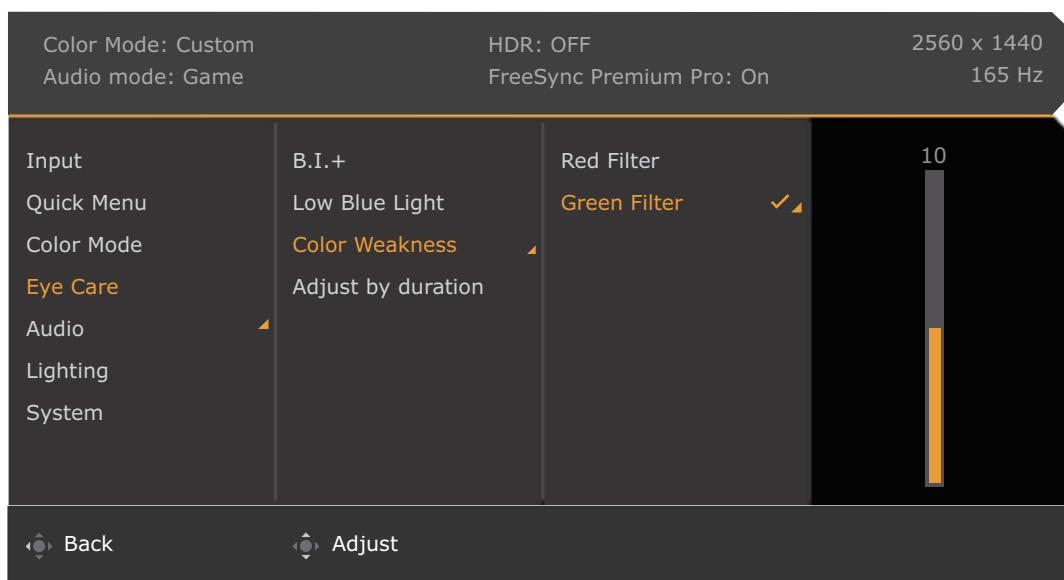 Color Mode: Custom
Audio mode: Game
HDR: OFF
FreeSync Premium Pro: On
2560 x 1440
165 Hz
Input
Quick Menu
Color Mode
Eye Care
Audio
Lighting
System
B.I.+
Low Blue Light
Color Weakness
Adjust by duration
Red Filter
Green Filter
10
Back
Adjust